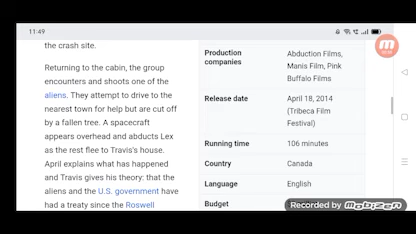 11:49
the crash site.
Returning to the cabin, the group
encounters and shoots one of the
aliens. They attempt to drive to the
nearest town for help but are cut off
by a fallen tree. A spacecraft
appears overhead and abducts Lex
as the rest flee to Travis's house.
April explains what has happened
and Travis gives his theory: that the
aliens and the U.S. government have
had a treaty since the Roswell
Production
companies
Abduction Films,
Manis Film, Pink
Buffalo Films
Release date
April 18, 2014
(Tribeca Film
Festival)
Running time
106 minutes
Country
Canada
Language
English
Budget
Recorded by Mobizen